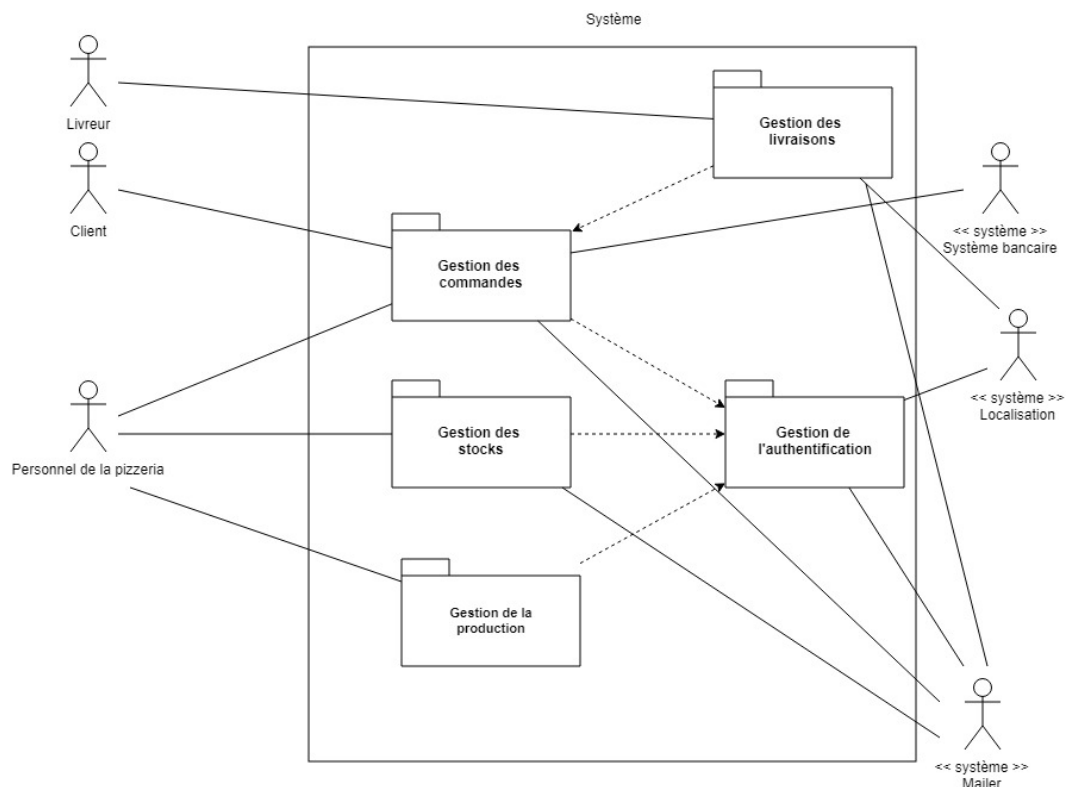 Système
Livreur
Gestion des
livraisons
Client
<< système >>
Système bancaire
Gestion des
commandes
<< système >>
Localisation
Personnel de la pizzeria
Gestion des
stocks
Gestion de
l'authentification
Gestion de la
production
<< système >>
Mailer